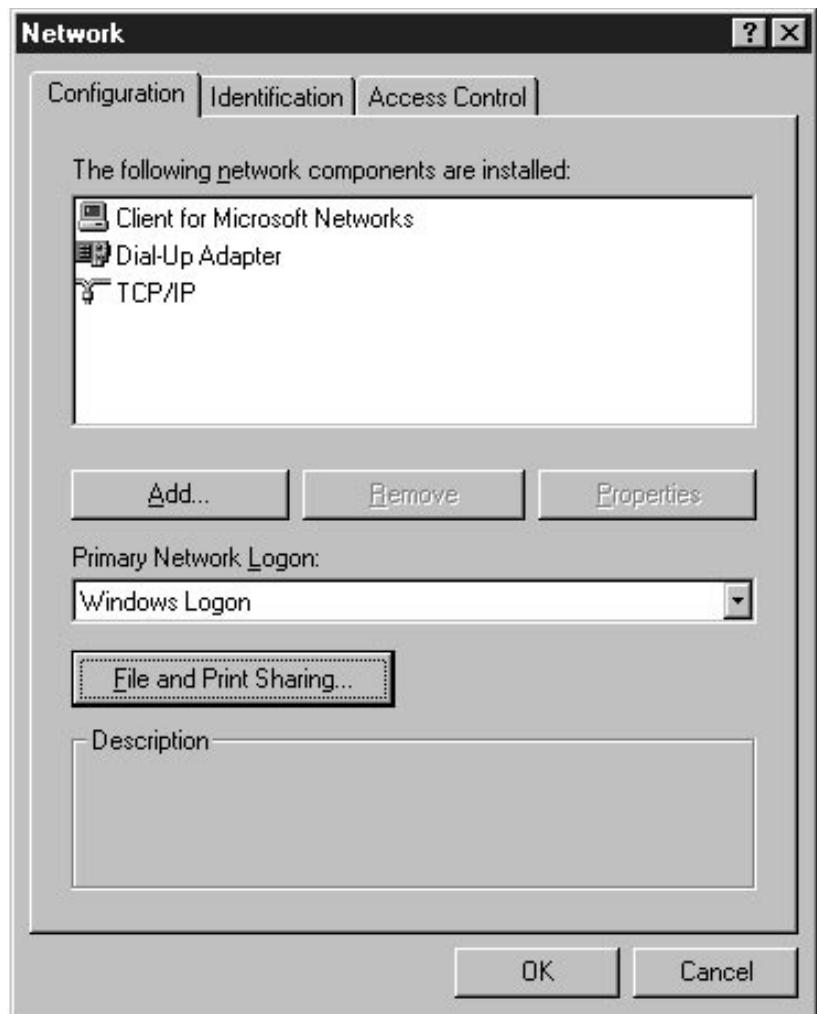 Network
Configuration Identification Access Control
The following network components are installed:
Client for Microsoft Networks
Dial-Up Adapter
TCP/IP
Add... Remove Properties
Primary Network Logon:
Windows Logon
File and Print Sharing...
Description
OK Cancel